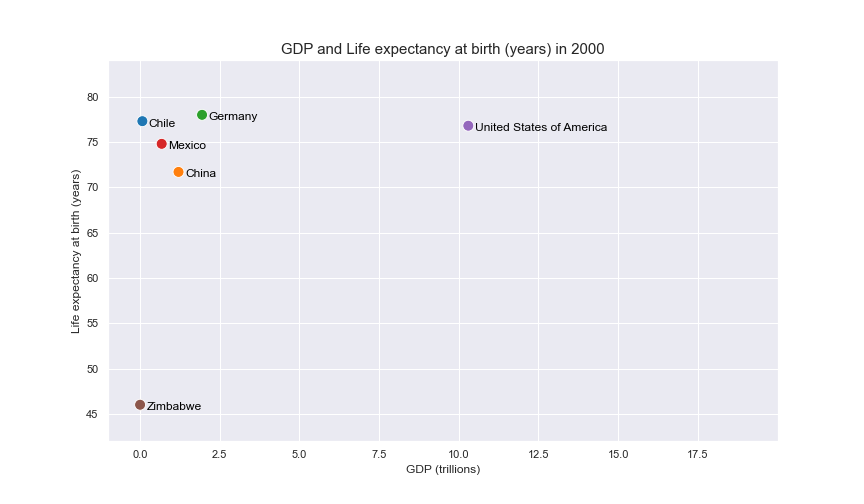 GDP and Life expectancy at birth (years) in 2000
Life expectancy at birth (years)
80
75
70
65
60
55
50
45
Chile
Germany
United States of America
Mexico
China
Zimbabwe
0.0
2.5
5.0
7.5
10.0
12.5
15.0
17.5
GDP (trillions)